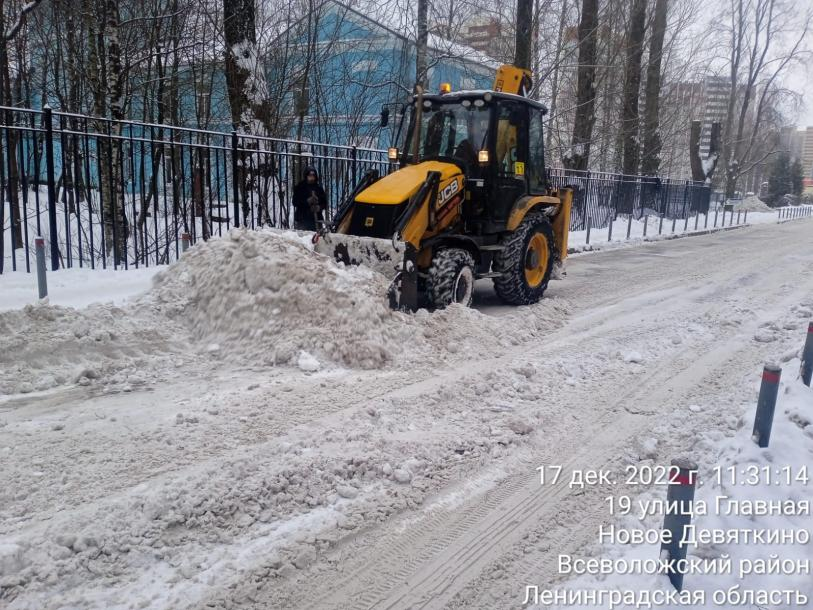 JCB
17 дек. 2022 г. 11:31:14
19 улица Главная
Новое Девяткино
Всеволожский район
Ленинградская область